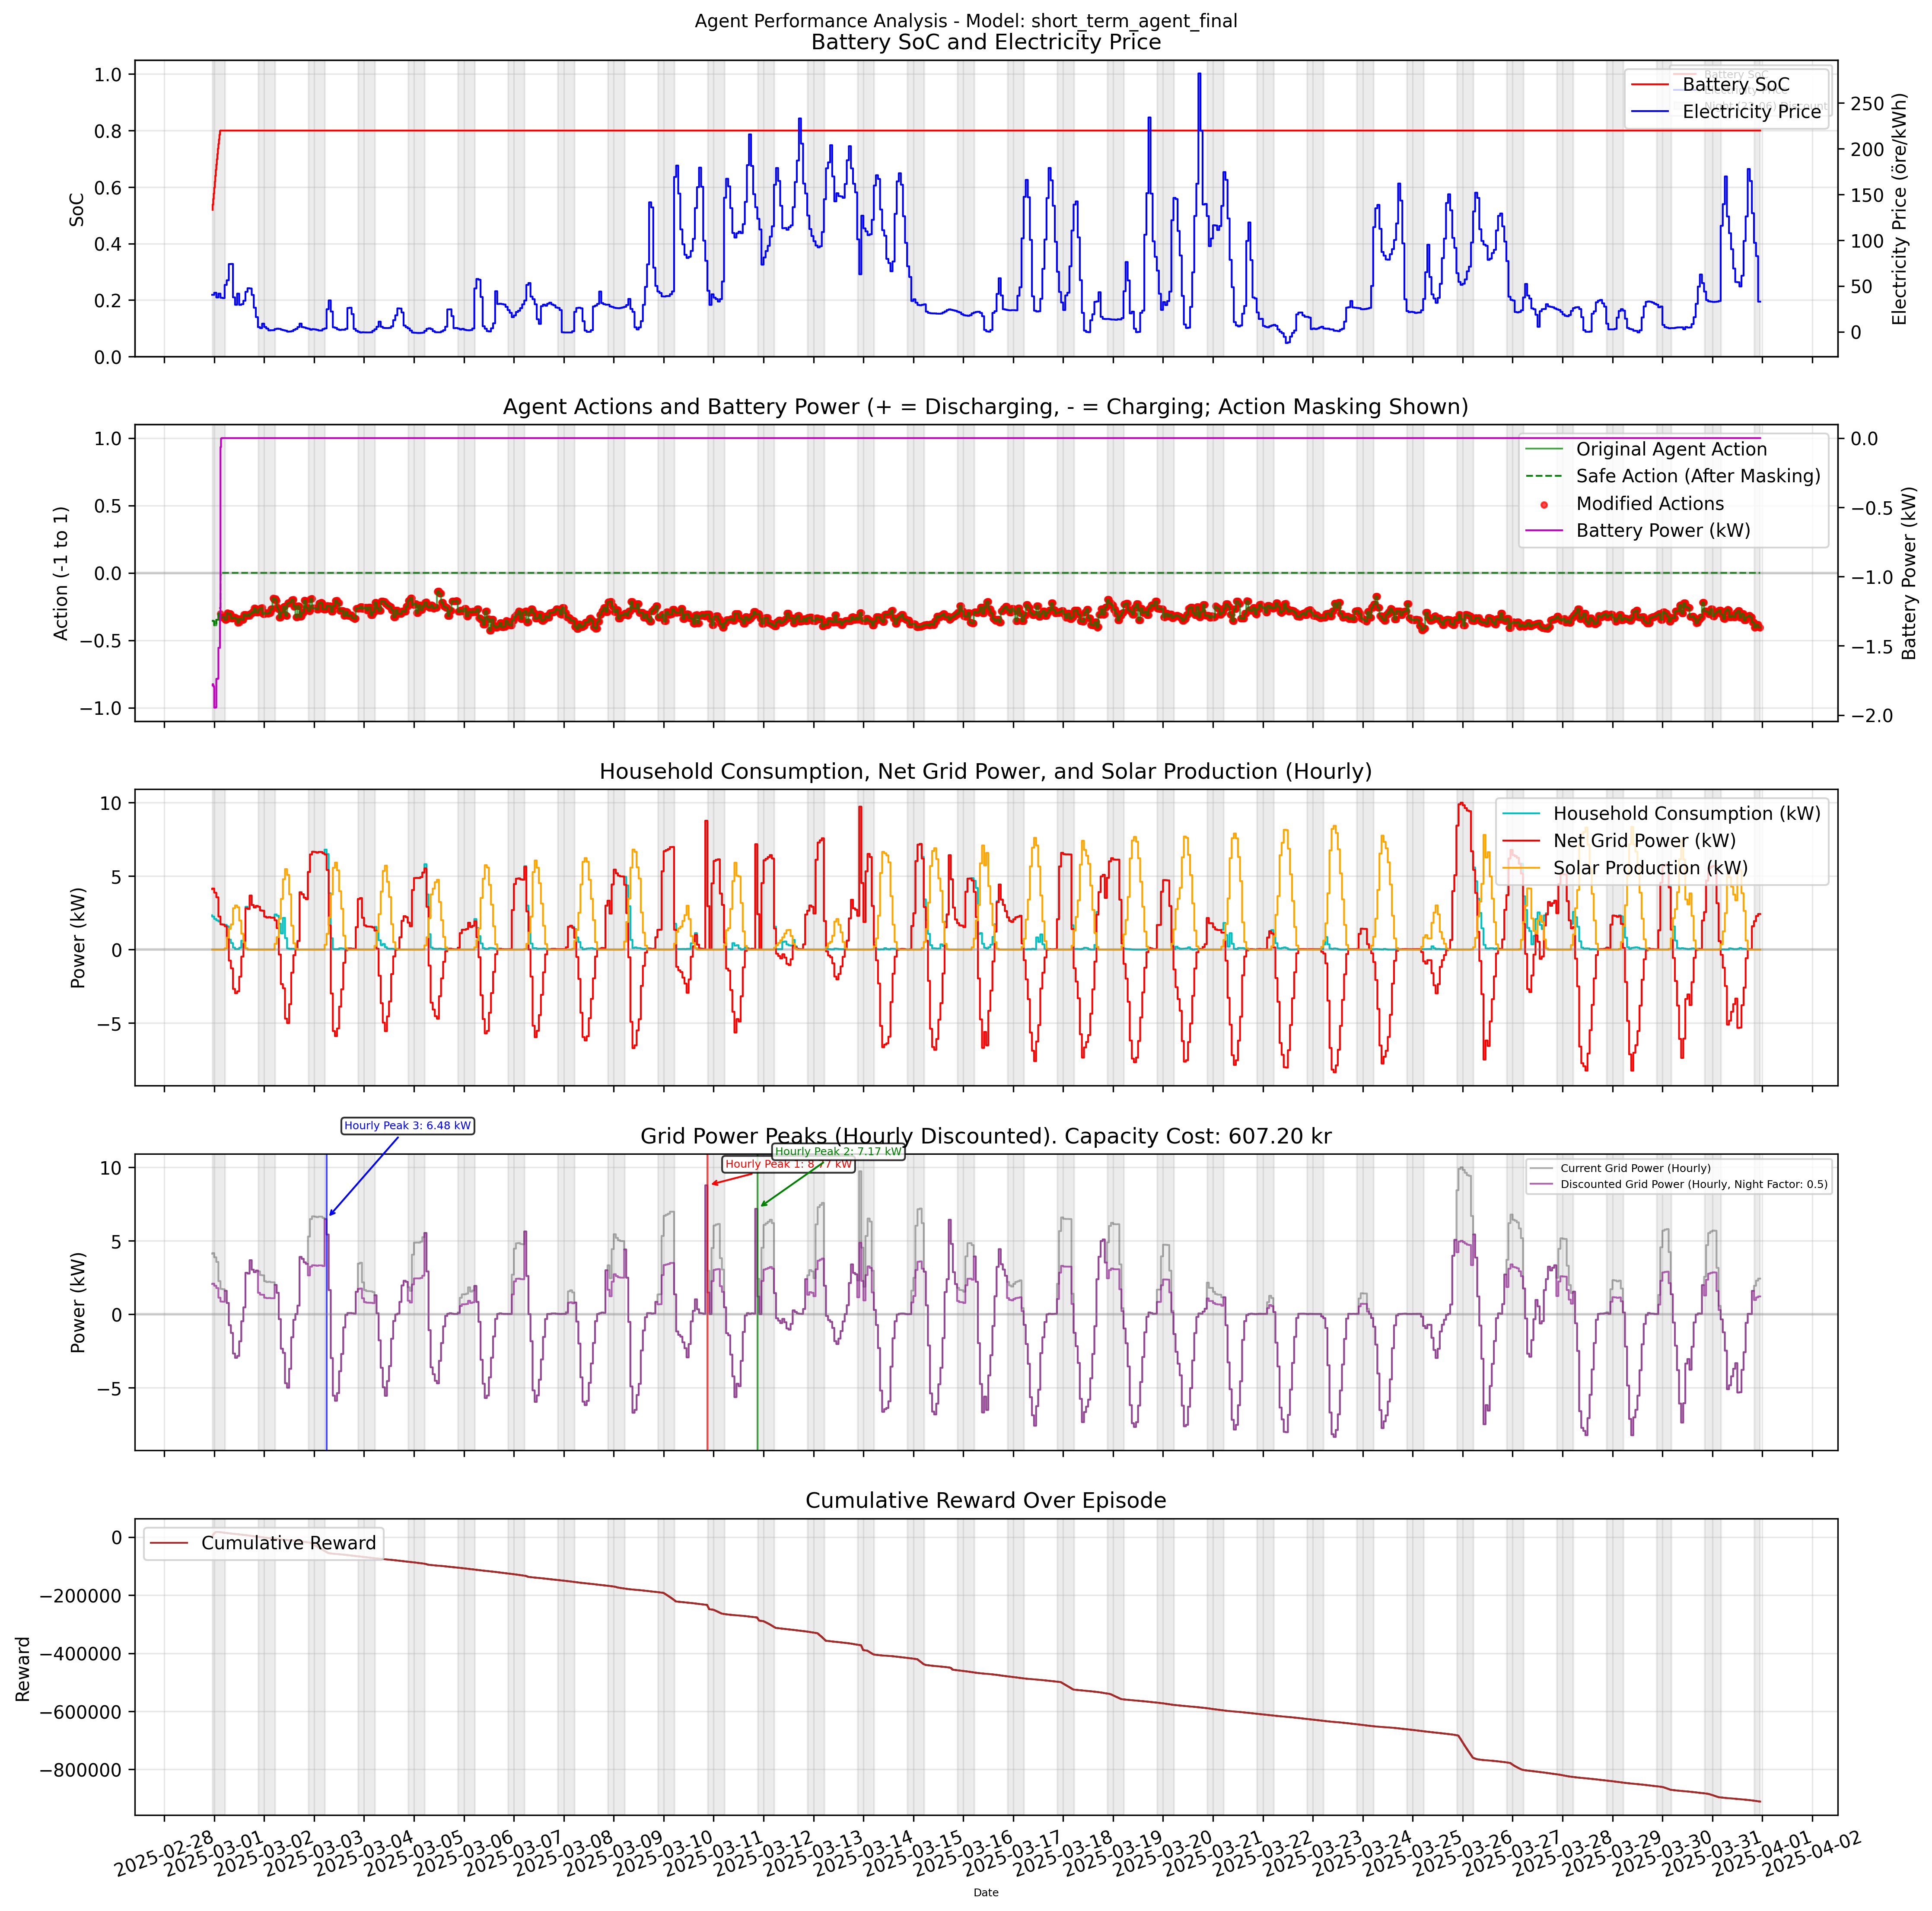 Agent Performance Analysis - Model: short_term_agent_final
Battery SoC and Electricity Price
1.0
0.8
0.6
0.4
0.2
0.0
SoC
250
200
150
100
50
0
Electricity Price (öre/kWh)
Battery SoC
Electricity Price
Agent Actions and Battery Power (+ = Discharging, - = Charging; Action Masking Shown)
1.0
0.5
0.0
−0.5
−1.0
Action (-1 to 1)
0.0
−0.5
−1.0
−1.5
−2.0
Battery Power (kW)
Original Agent Action
Safe Action (After Masking)
Modified Actions
Battery Power (kW)
Household Consumption, Net Grid Power, and Solar Production (Hourly)
10
5
0
−5
Power (kW)
Household Consumption (kW)
Net Grid Power (kW)
Solar Production (kW)
Grid Power Peaks (Hourly Discounted). Capacity Cost: 607.20 kr
Hourly Peak 3: 6.48 kW
Hourly Peak 2: 7.17 kW
Hourly Peak 1: 8.77 kW
10
5
0
−5
Power (kW)
Current Grid Power (Hourly)
Discounted Grid Power (Hourly, Night Factor: 0.5)
Cumulative Reward Over Episode
0
−200000
−400000
−600000
−800000
Reward
Cumulative Reward
2025-02-28
2025-03-01
2025-03-02
2025-03-03
2025-03-04
2025-03-05
2025-03-06
2025-03-07
2025-03-08
2025-03-09
2025-03-10
2025-03-11
2025-03-12
2025-03-13
2025-03-14
2025-03-15
2025-03-16
2025-03-17
2025-03-18
2025-03-19
2025-03-20
2025-03-21
2025-03-22
2025-03-23
2025-03-24
2025-03-25
2025-03-26
2025-03-27
2025-03-28
2025-03-29
2025-03-30
2025-03-31
2025-04-01
2025-04-02
Date